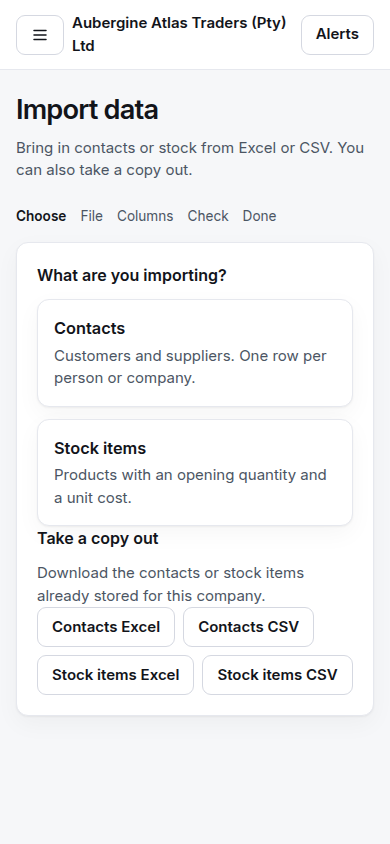 Aubergine Atlas Traders (Pty)
Ltd
Alerts
Import data
Bring in contacts or stock from Excel or CSV. You
can also take a copy out.
Choose File Columns Check Done
What are you importing?
Contacts
Customers and suppliers. One row per
person or company.
Stock items
Products with an opening quantity and
a unit cost.
Take a copy out
Download the contacts or stock items
already stored for this company.
Contacts Excel Contacts CSV
Stock items Excel Stock items CSV